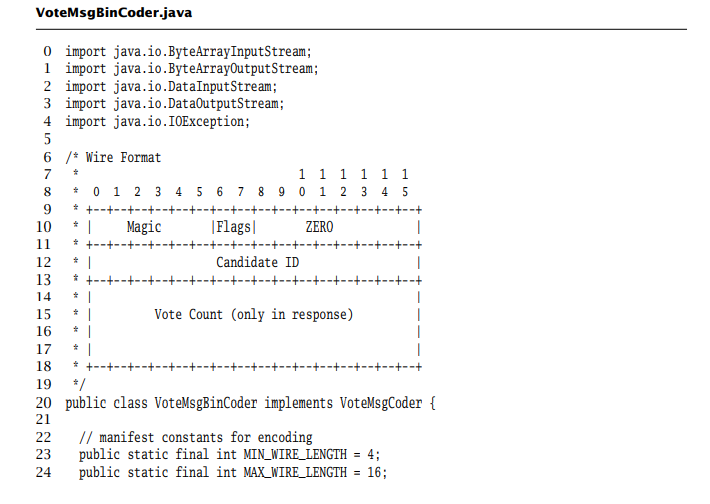 VoteMsgBinCoder.java
0 import java.io.ByteArrayInputStream;
1 import java.io.ByteArrayOutputStream;
2 import java.io.DataInputStream;
3 import java.io.DataOutputStream;
4 import java.io.IOException;
5
6 /* Wire Format
7  *                                1  1  1  1  1  1
8  *  0  1  2  3  4  5  6  7  8  9  0  1  2  3  4  5
9  * +--+--+--+--+--+--+--+--+--+--+--+--+--+--+--+--+
10  * |     Magic       |Flags|       ZERO            |
11  * +--+--+--+--+--+--+--+--+--+--+--+--+--+--+--+--+
12  * |                  Candidate ID                 |
13  * +--+--+--+--+--+--+--+--+--+--+--+--+--+--+--+--+
14  * |                                               |
15  * |         Vote Count (only in response)         |
16  * |                                               |
17  * |                                               |
18  * +--+--+--+--+--+--+--+--+--+--+--+--+--+--+--+--+
19  */
20 public class VoteMsgBinCoder implements VoteMsgCoder {
21
22   // manifest constants for encoding
23   public static final int MIN_WIRE_LENGTH = 4;
24   public static final int MAX_WIRE_LENGTH = 16;